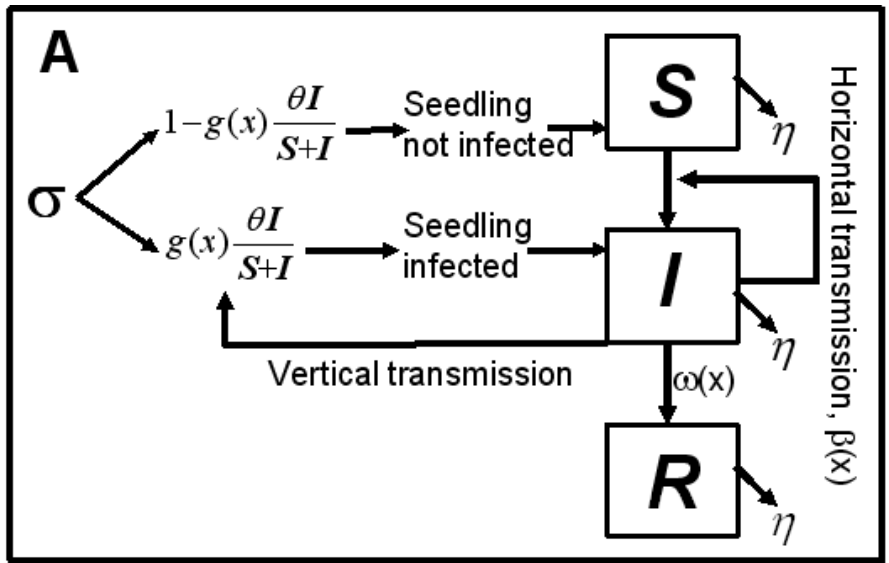 A
σ
1−g(x) θI
S+I
Seedling
not infected
S
η
g(x) θI
S+I
Seedling
infected
I
η
Vertical transmission
ω(x)
R
η
Horizontal transmission, β(x)